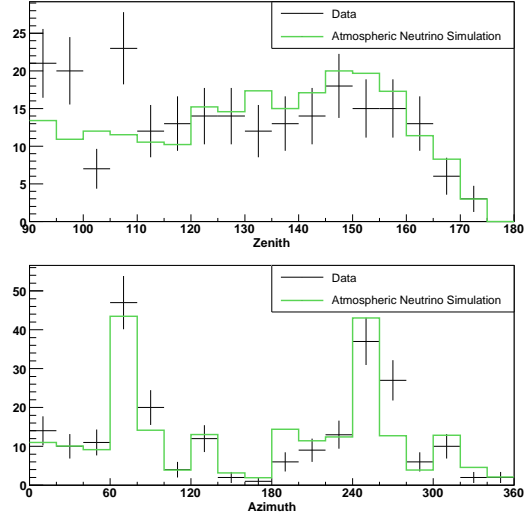 Data
Atmospheric Neutrino Simulation
25
20
15
10
5
0
90 100 110 120 130 140 150 160 170 180
Zenith
Data
Atmospheric Neutrino Simulation
50
40
30
20
10
0
0 60 120 180 240 300 360
Azimuth